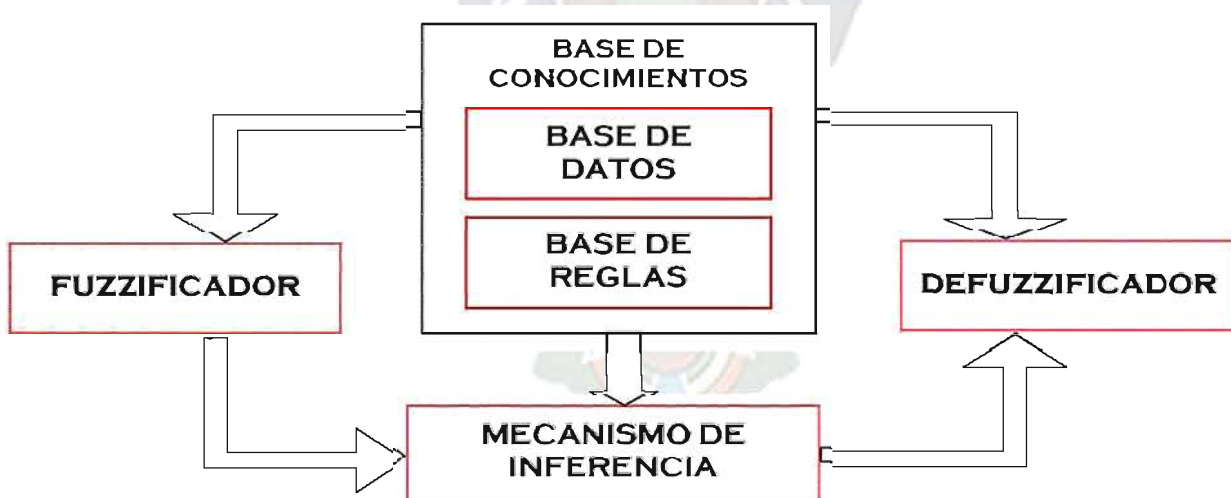 BASE DE
CONOCIMIENTOS
BASE DE
DATOS
BASE DE
REGLAS
FUZZIFICADOR
DEFUZZIFICADOR
MECANISMO DE
INFERENCIA